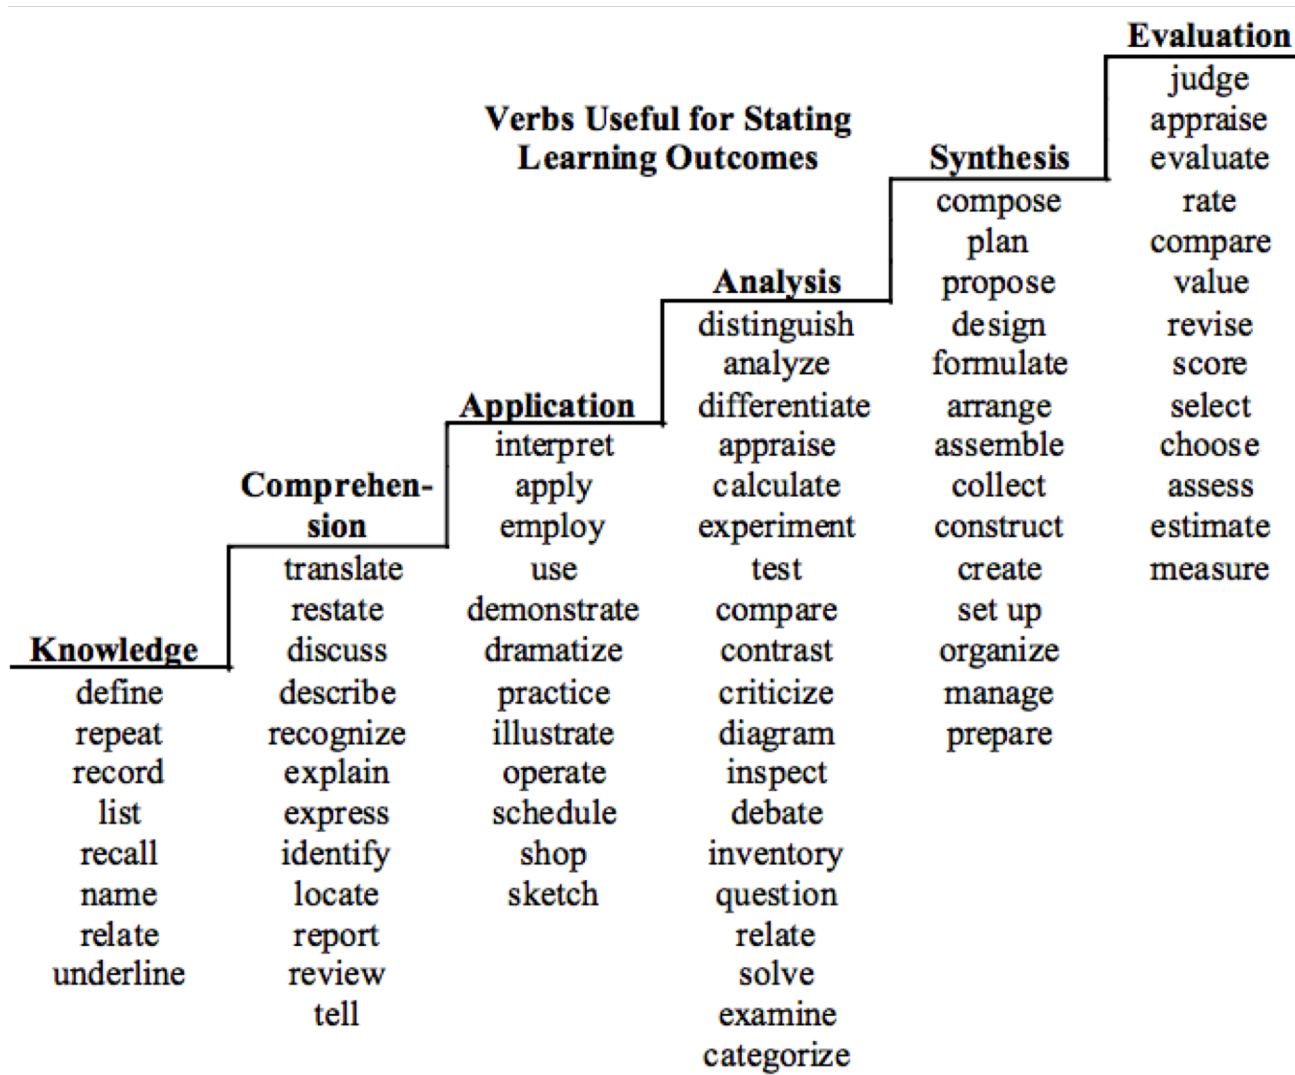 Verbs Useful for Stating
Learning Outcomes
Knowledge
define
repeat
record
list
recall
name
relate
underline
Comprehen-
sion
translate
restate
discuss
describe
recognize
explain
express
identify
locate
report
review
tell
Application
interpret
apply
employ
use
demonstrate
dramatize
practice
illustrate
operate
schedule
shop
sketch
Analysis
distinguish
analyze
differentiate
appraise
calculate
experiment
test
compare
contrast
criticize
diagram
inspect
debate
inventory
question
relate
solve
examine
categorize
Synthesis
compose
plan
propose
design
formulate
arrange
assemble
collect
construct
create
set up
organize
manage
prepare
Evaluation
judge
appraise
evaluate
rate
compare
value
revise
score
select
choose
assess
estimate
measure